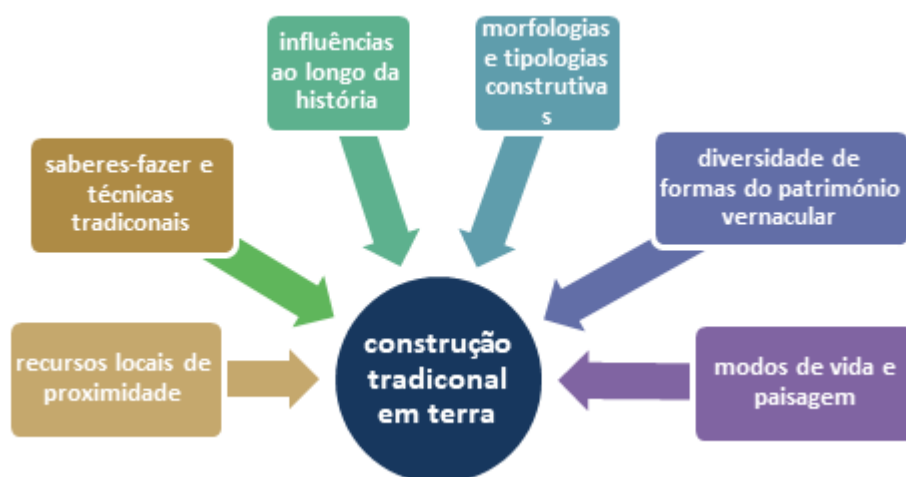 influências
ao longo da
história
morfologias
e tipologias
construtiva
s
saberes-fazer e
técnicas
tradiconais
diversidade de
formas do património
vernacular
recursos locais de
proximidade
construção
tradiconal
em terra
modos de vida e
paisagem